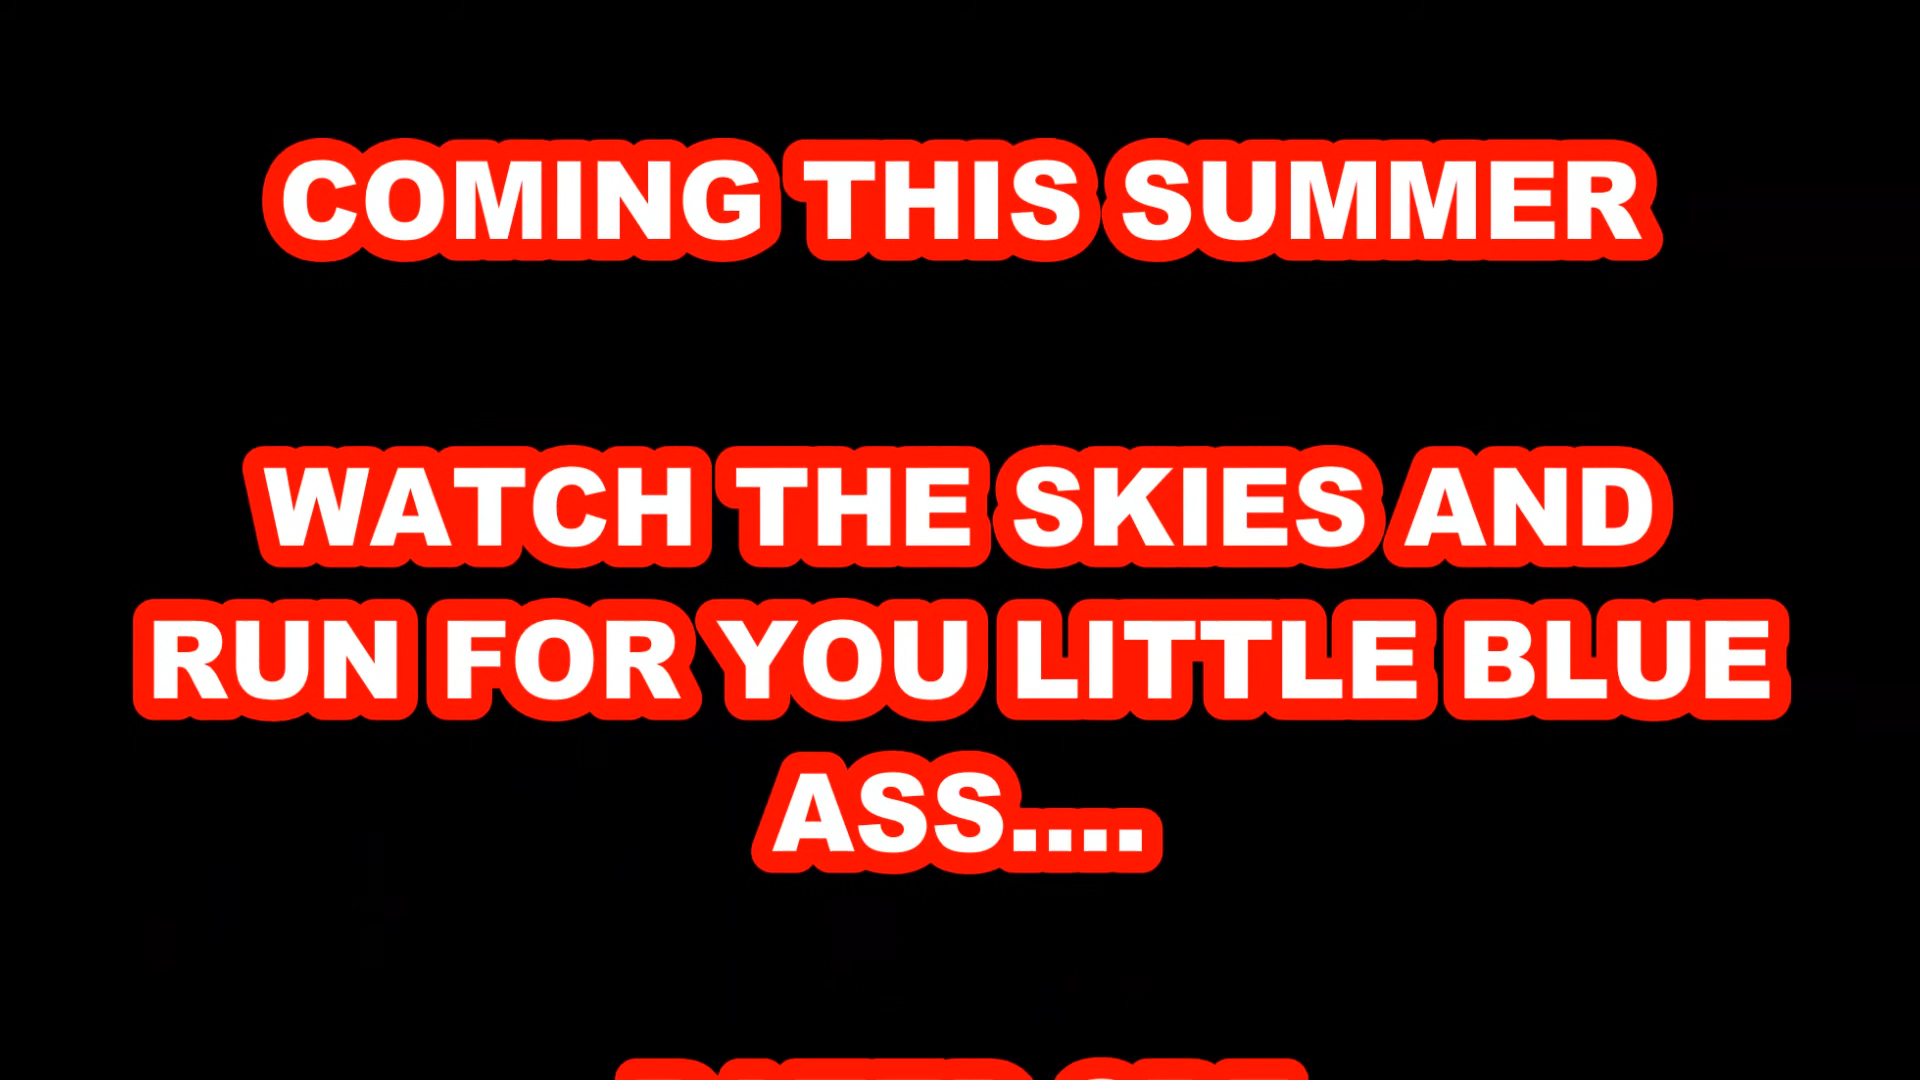 COMING THIS SUMMER
WATCH THE SKIES AND
RUN FOR YOU LITTLE BLUE
ASS....